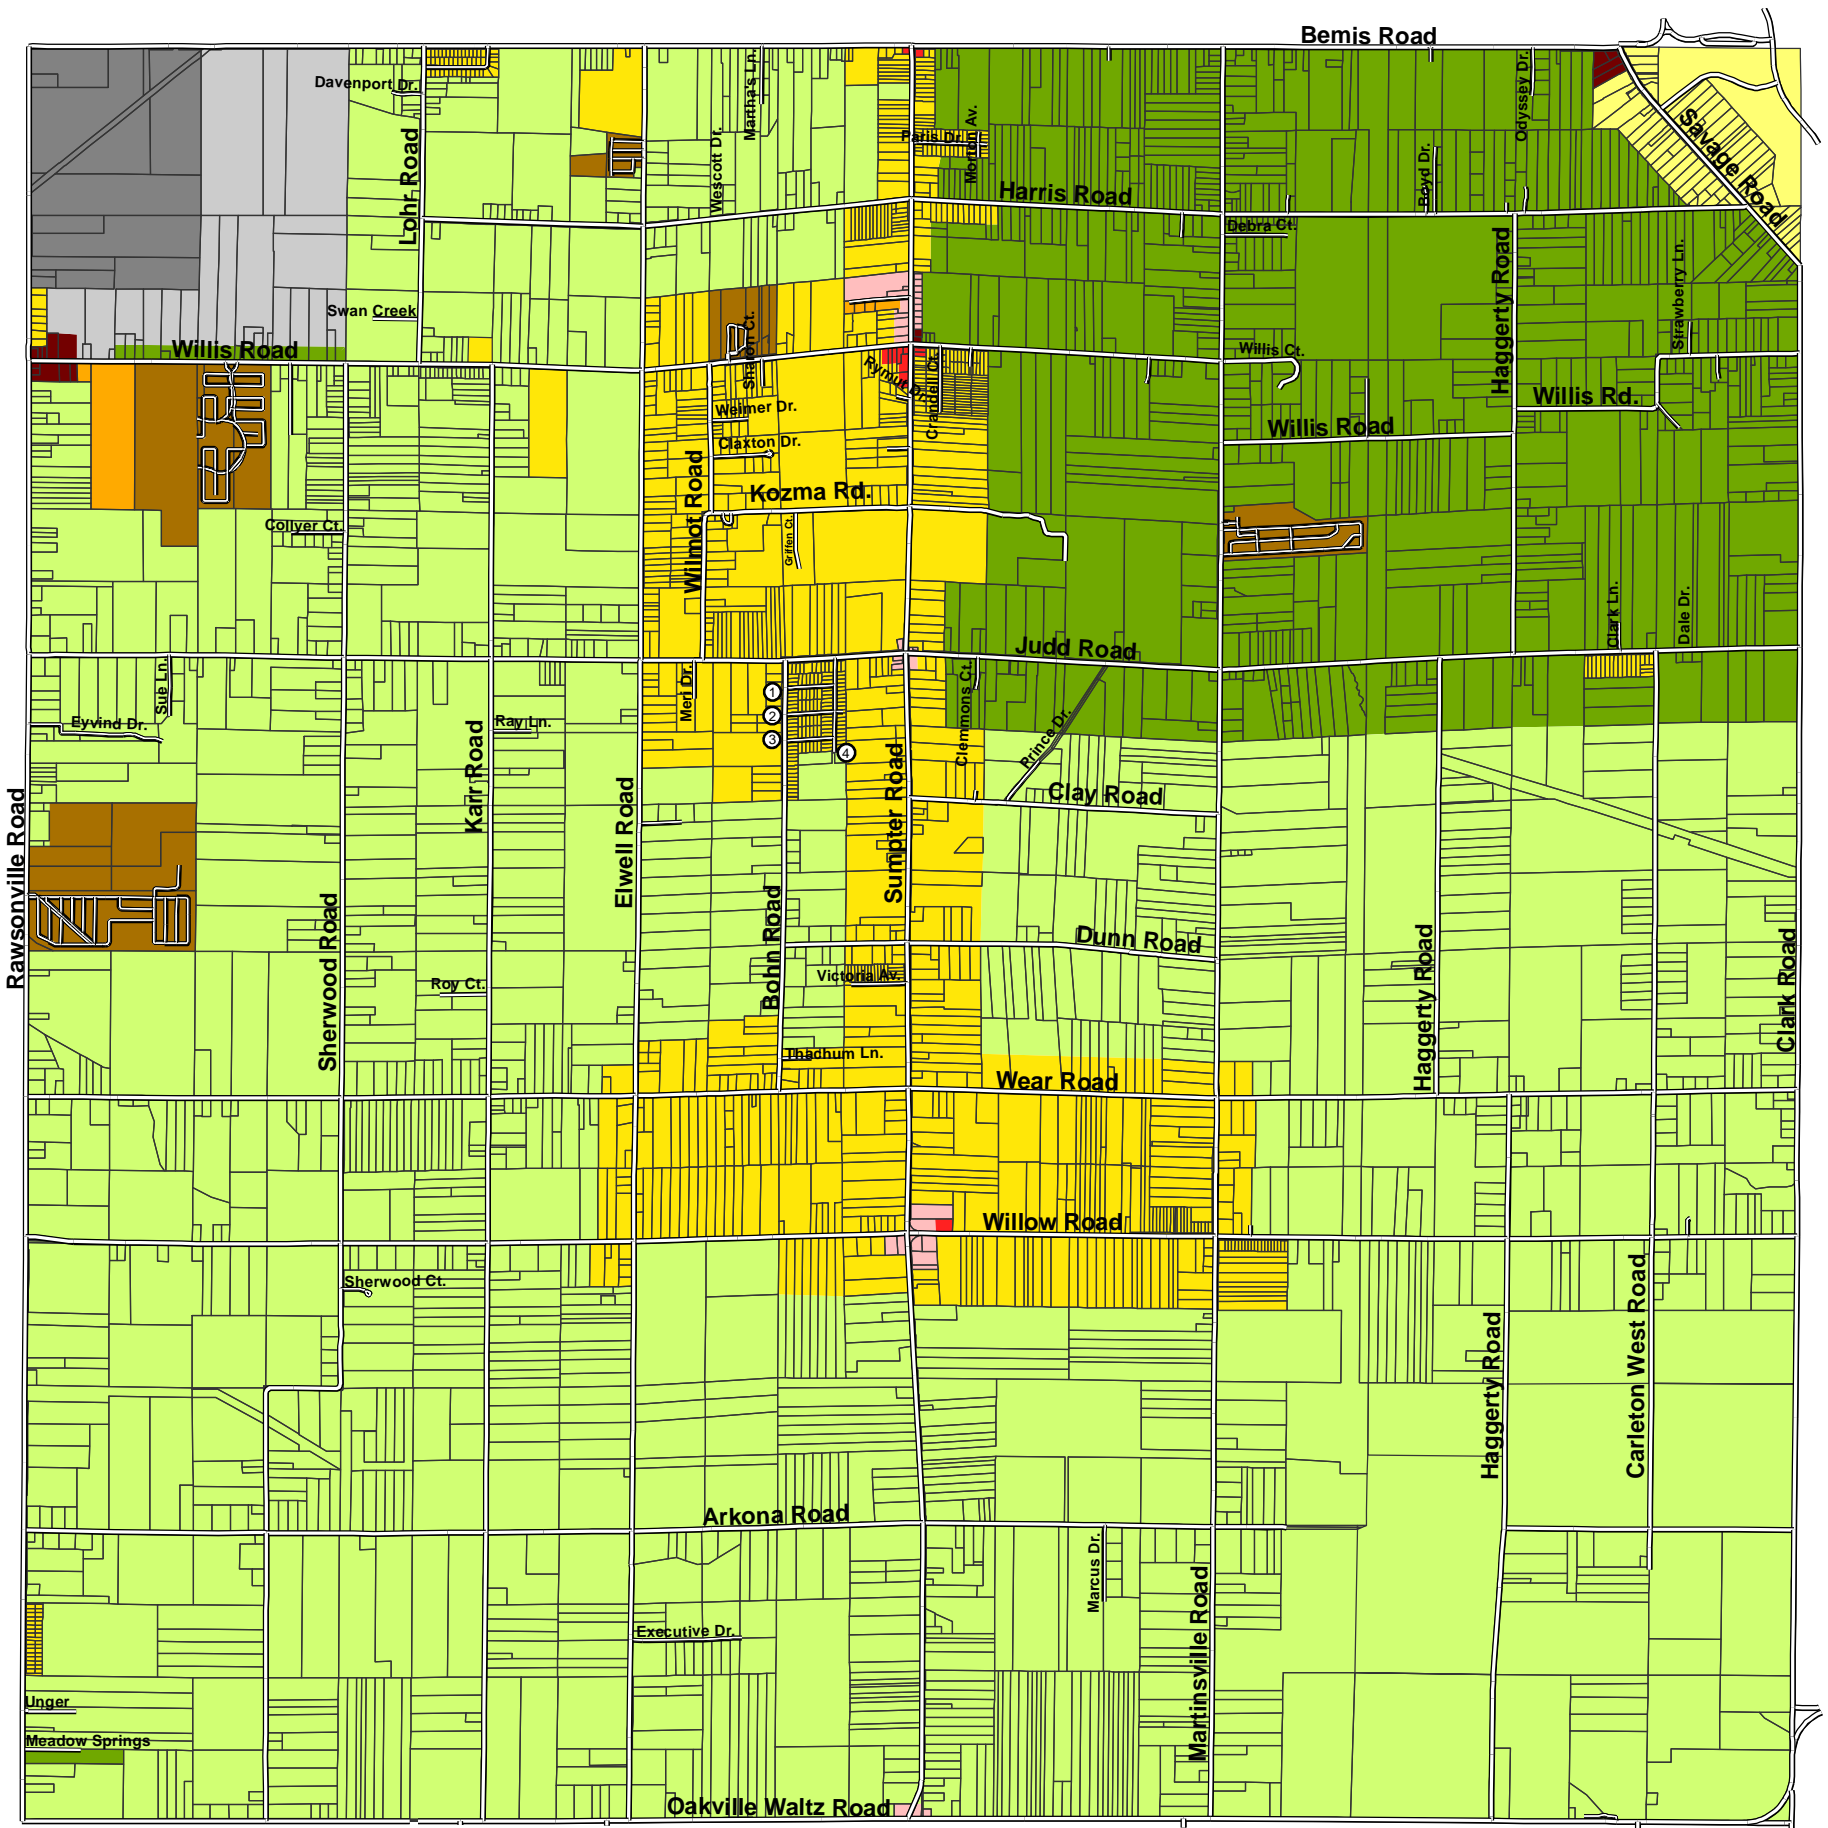 Bemis Road
Davenport Dr.
Martha's Ln.
Odyssey Dr.
Savage Road
Paris Dr.
Morton Av.
Lohr Road
Wescott Dr.
Boyd Dr.
Harris Road
Debra Ct.
Haggerty Road
Strawberry Ln.
Swan Creek
Sharon Ct.
Willis Road
Rymut Dr.
Crandell Ct.
Willis Ct.
Willis Rd.
Weimer Dr.
Willis Road
Claxton Dr.
Wilmot Road
Kozma Rd.
Collyer Ct.
Griffen Ct.
Clark Ln.
Dale Dr.
Judd Road
Sue Ln.
Meri Dr.
1
2
3
4
Clemmons Ct.
Prince Dr.
Eyvind Dr.
Ray Ln.
Karr Road
Rawsonville Road
Elwell Road
Sumpter Road
Clay Road
Sherwood Road
Bohn Road
Dunn Road
Haggerty Road
Clark Road
Victoria Av.
Roy Ct.
Thachum Ln.
Wear Road
Willow Road
Sherwood Ct.
Haggerty Road
Carleton West Road
Arkona Road
Marcus Dr.
Martinsville Road
Executive Dr.
Unger
Meadow Springs
Oakville Waltz Road